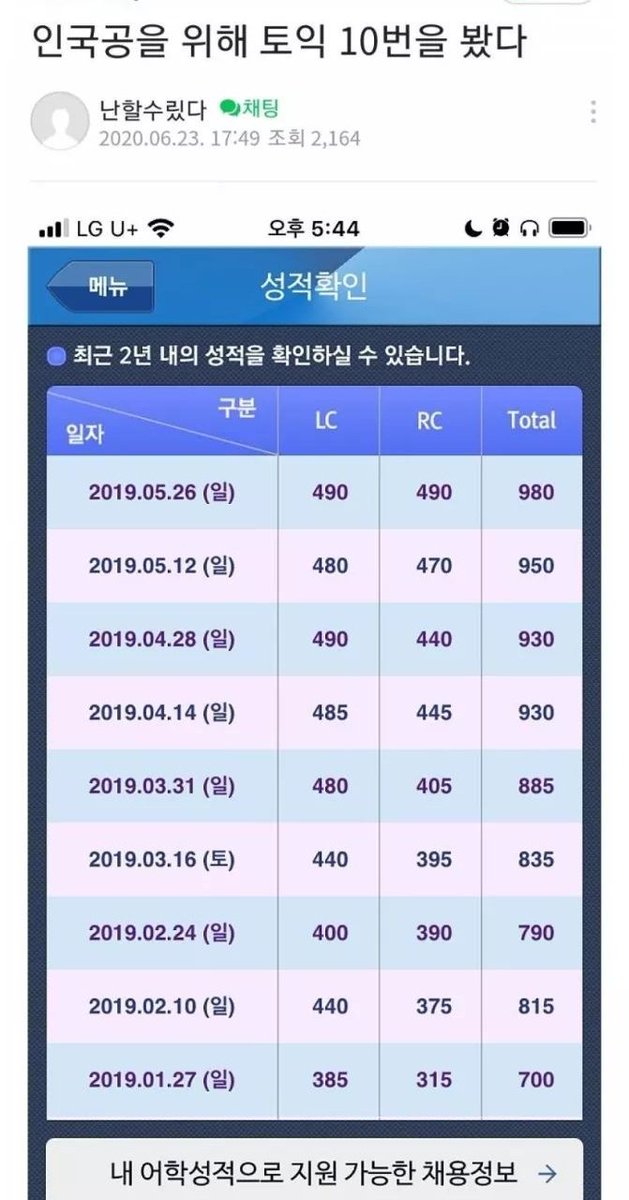 인국공을 위해 토익 10번을 봤다
난할수륐다 채팅
2020.06.23. 17:49 조회 2,164
LG U+ 오후 5:44
메뉴 성적확인
최근 2년 내의 성적을 확인하실 수 있습니다.
구분 일자 LC RC Total
2019.05.26 (일) 490 490 980
2019.05.12 (일) 480 470 950
2019.04.28 (일) 490 440 930
2019.04.14 (일) 485 445 930
2019.03.31 (일) 480 405 885
2019.03.16 (토) 440 395 835
2019.02.24 (일) 400 390 790
2019.02.10 (일) 440 375 815
2019.01.27 (일) 385 315 700
내 어학성적으로 지원 가능한 채용정보 →